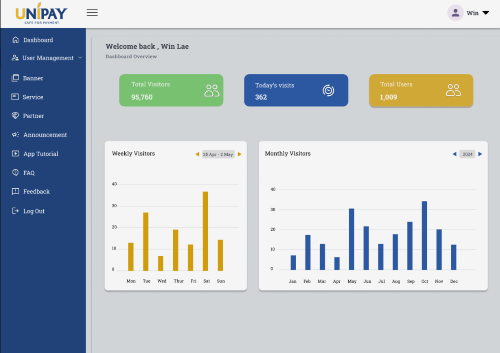 UNIPAY
SAFE FOR PAYMENT
Win
Dashboard
User Management
Banner
Service
Partner
Announcement
App Tutorial
FAQ
Feedback
Log Out
Welcome back , Win Lae
Dashboard Overview
Total Visitors
95,760
Today's visits
362
Total Users
1,009
Weekly Visitors
28 Apr - 3 May
40
30
20
10
0
Mon Tue Wed Thur Fri Sat Sun
Monthly Visitors
2024
40
30
20
10
0
Jan Feb Mar Apr May Jun Jul Aug Sep Oct Nov Dec